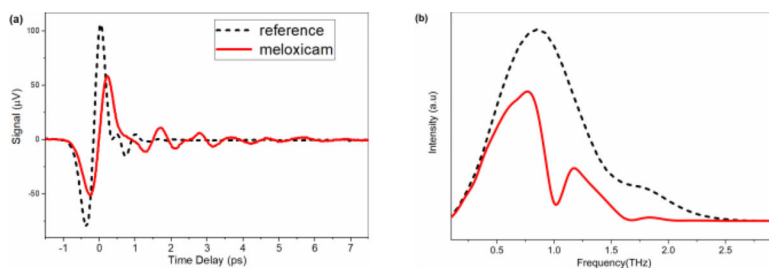 (a)
reference
meloxicam
100
50
0
-50
Signal (µV)
-1 0 1 2 3 4 5 6 7
Time Delay (ps)
(b)
Intensity (a.u)
0.5 1.0 1.5 2.0 2.5
Frequency(THz)